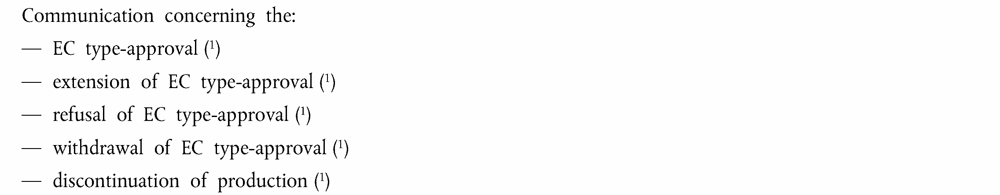 Communication concerning the:
— EC type-approval (¹)
— extension of EC type-approval (¹)
— refusal of EC type-approval (¹)
— withdrawal of EC type-approval (¹)
— discontinuation of production (¹)